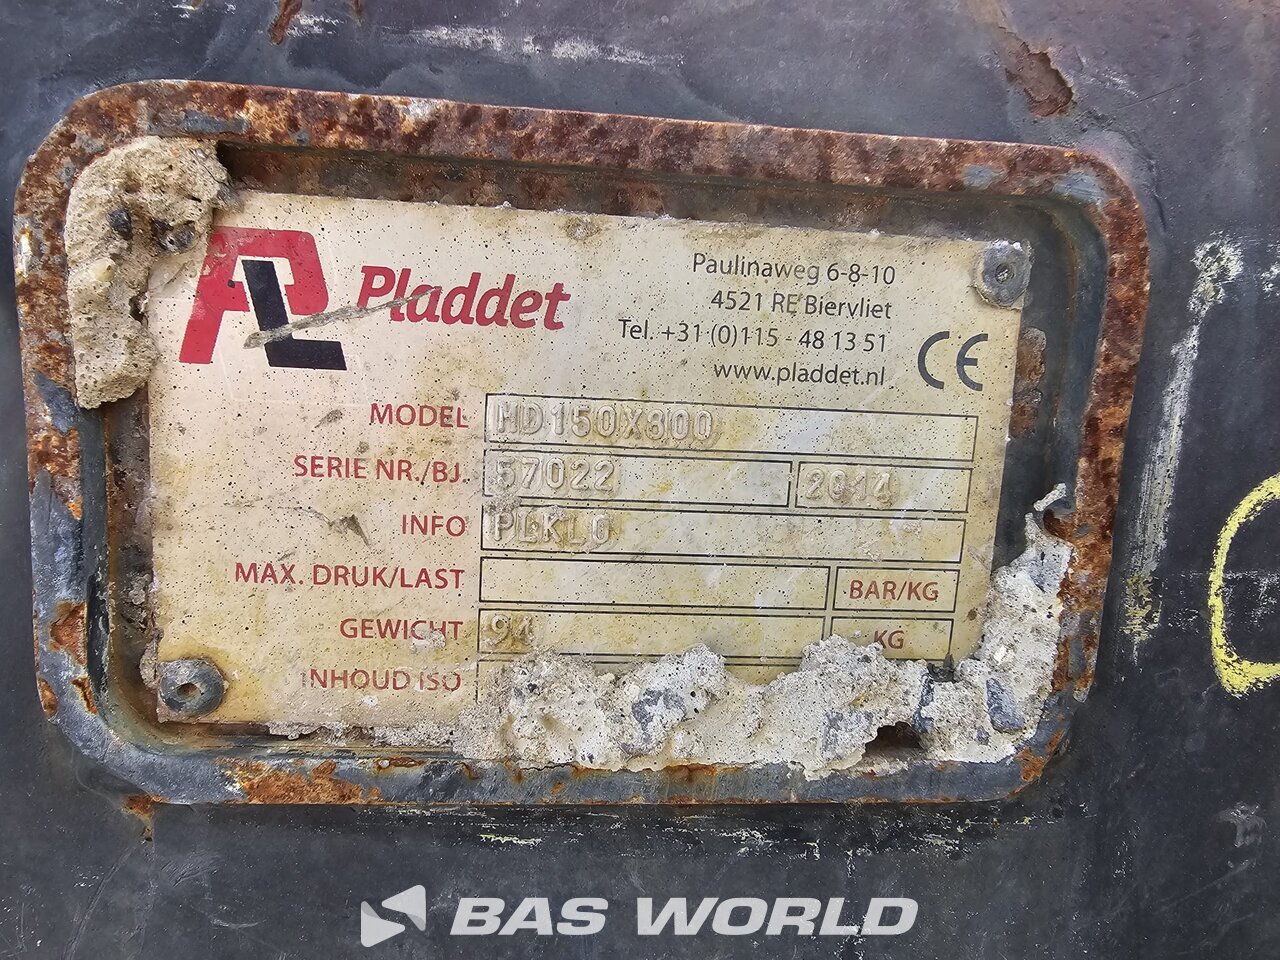 PL Pladdet
Paulinaweg 6-8-10
4521 RE Biervliet
Tel. +31 (0)115 - 48 13 51
www.pladdet.nl
CE
MODEL HD150X300
SERIE NR./BJ. 57022 2014
INFO
MAX. DRUK/LAST BAR/KG
GEWICHT 94 KG
INHOUD ISO
BAS WORLD